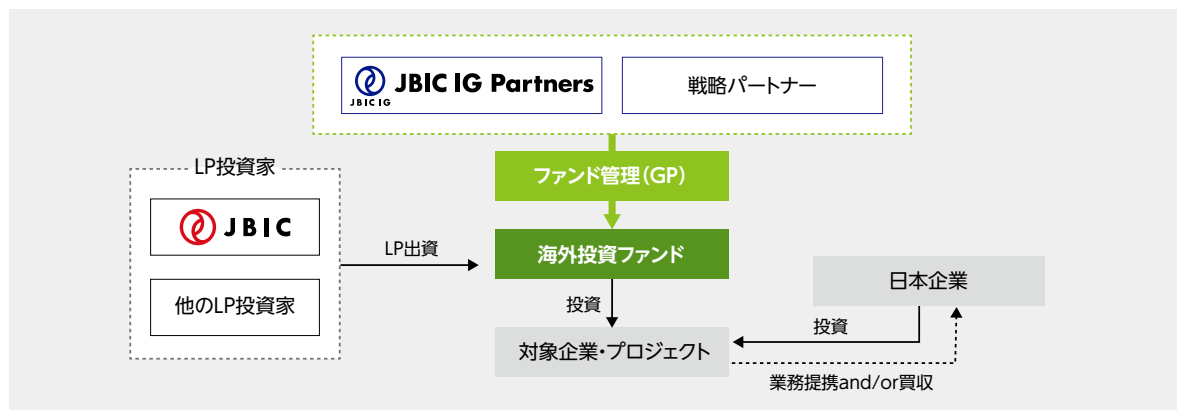 JBIC IG Partners
JBIC IG
戦略パートナー
ファンド管理(GP)
LP投資家
JBIC
他のLP投資家
LP出資
海外投資ファンド
投資
対象企業・プロジェクト
日本企業
投資
業務提携and/or買収